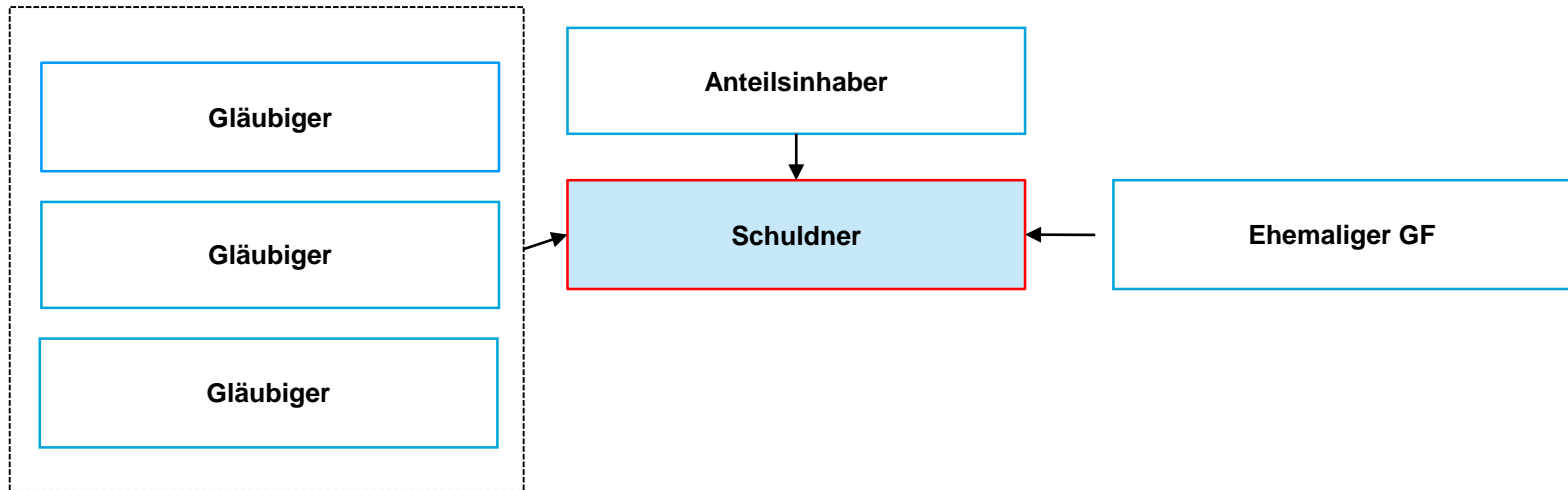 Gläubiger
Gläubiger
Gläubiger
Anteilsinhaber
Schuldner
Ehemaliger GF